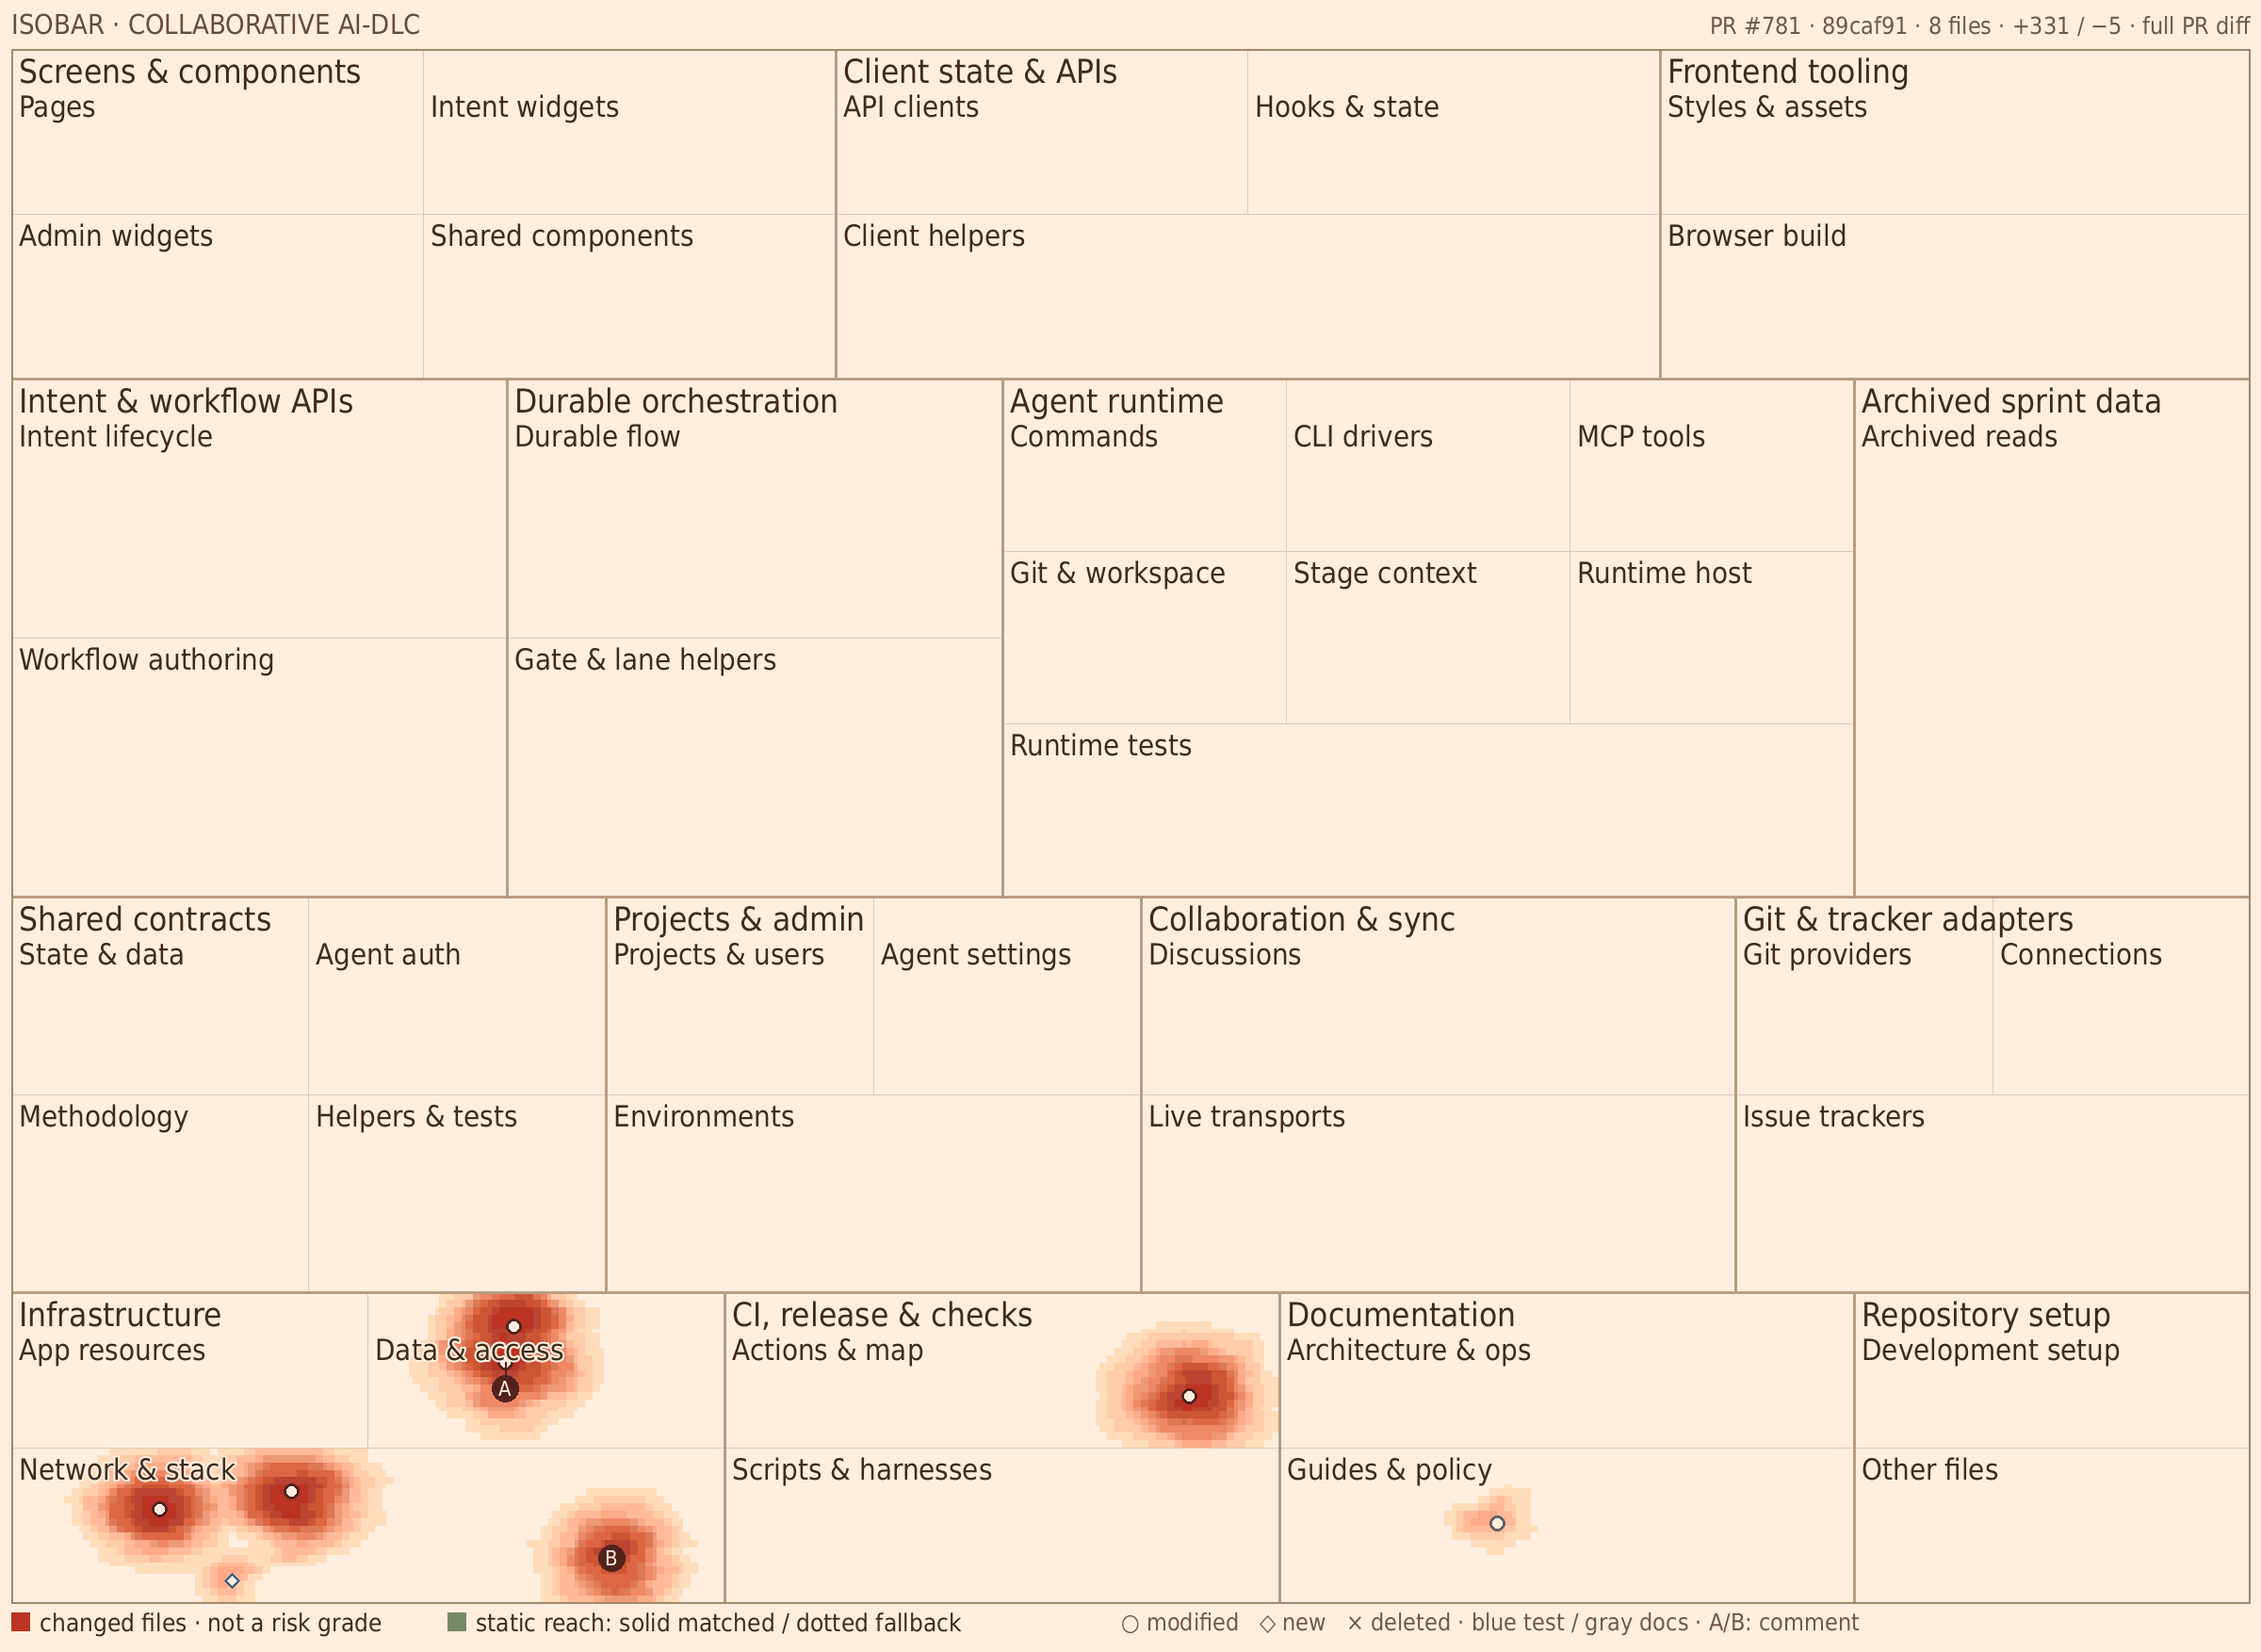 ISOBAR · COLLABORATIVE AI-DLC
PR #781 · 89caf91 · 8 files · +331 / −5 · full PR diff
Screens & components
Pages
Intent widgets
Client state & APIs
API clients
Hooks & state
Frontend tooling
Styles & assets
Admin widgets
Shared components
Client helpers
Browser build
Intent & workflow APIs
Intent lifecycle
Durable orchestration
Durable flow
Agent runtime
Commands
CLI drivers
MCP tools
Archived sprint data
Archived reads
Git & workspace
Stage context
Runtime host
Workflow authoring
Gate & lane helpers
Runtime tests
Shared contracts
State & data
Agent auth
Projects & admin
Projects & users
Agent settings
Collaboration & sync
Discussions
Git & tracker adapters
Git providers
Connections
Methodology
Helpers & tests
Environments
Live transports
Issue trackers
Infrastructure
App resources
Data & access
A
CI, release & checks
Actions & map
Documentation
Architecture & ops
Repository setup
Development setup
Network & stack
B
Scripts & harnesses
Guides & policy
Other files
changed files · not a risk grade
static reach: solid matched / dotted fallback
○ modified ◇ new × deleted · blue test / gray docs · A/B: comment